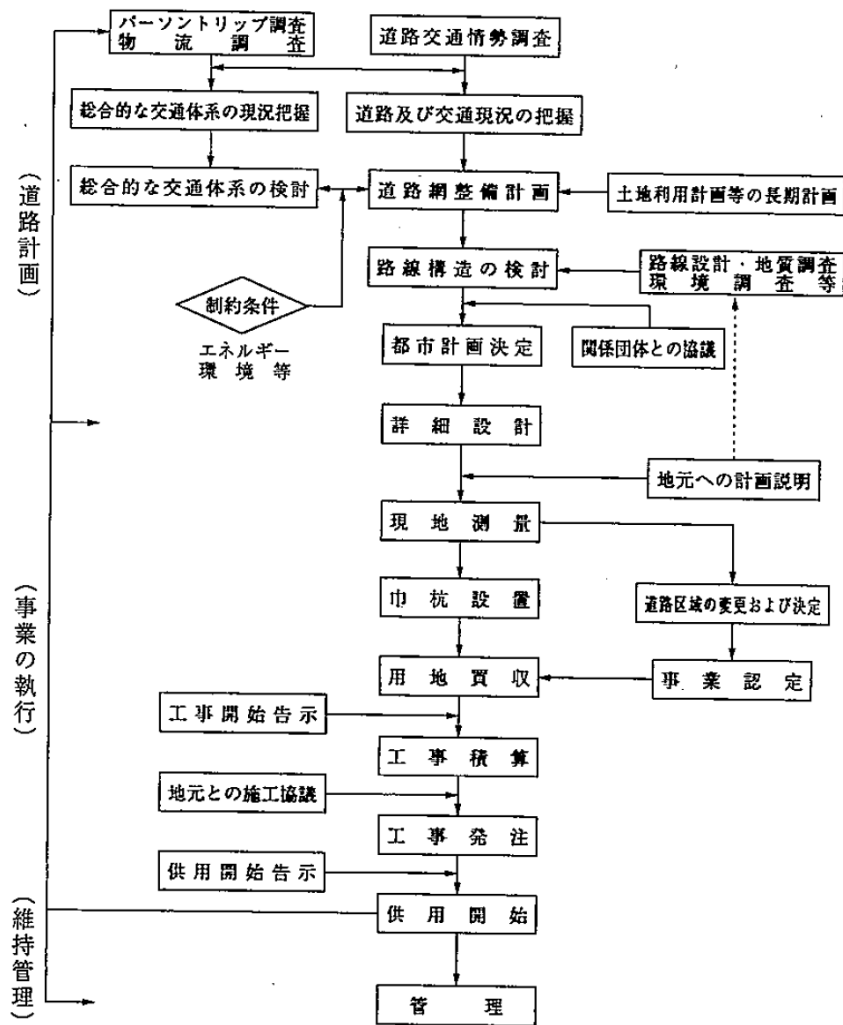 パーソントリップ調査
物流調査
道路交通情勢調査
総合的な交通体系の現況把握
道路及び交通現況の把握
総合的な交通体系の検討
道路網整備計画
土地利用計画等の長期計画
(道路計画)
路線構造の検討
路線設計・地質調査
環境調査等
制約条件
エネルギー
環境等
都市計画決定
関係団体との協議
詳細設計
地元への計画説明
現地測量
巾杭設置
道路区域の変更および決定
(事業の執行)
用地買収
事業認定
工事開始告示
工事積算
地元との施工協議
工事発注
供用開始告示
供用開始
(維持管理)
管理